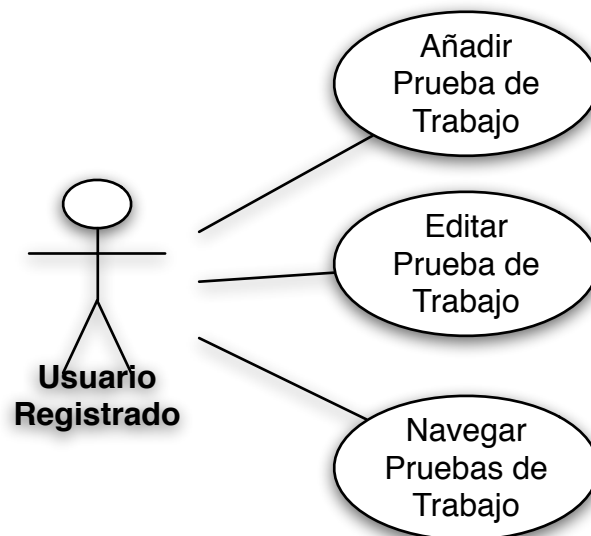 Añadir
Prueba de
Trabajo
Editar
Prueba de
Trabajo
Usuario
Registrado
Navegar
Pruebas de
Trabajo